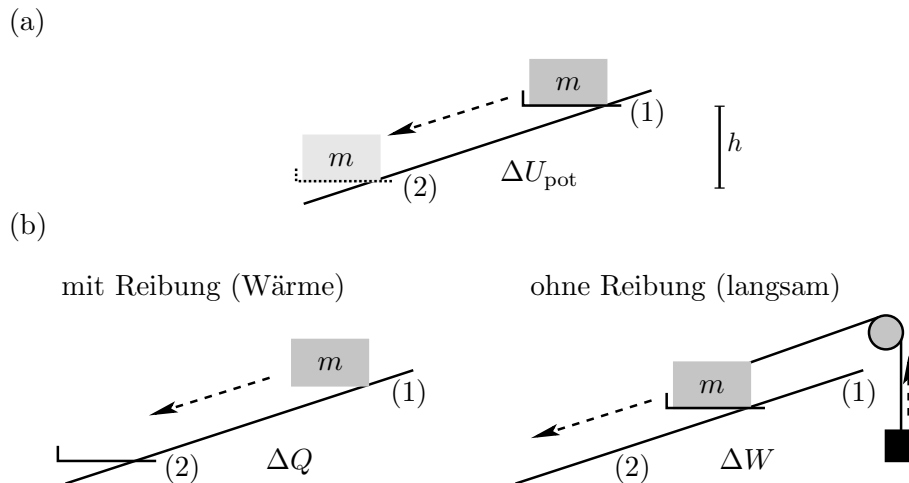 (a)
m
(1)
h
m
(2)
ΔU_pot
(b)
mit Reibung (Wärme)
ohne Reibung (langsam)
m
(1)
(2)
ΔQ
m
(1)
(2)
ΔW